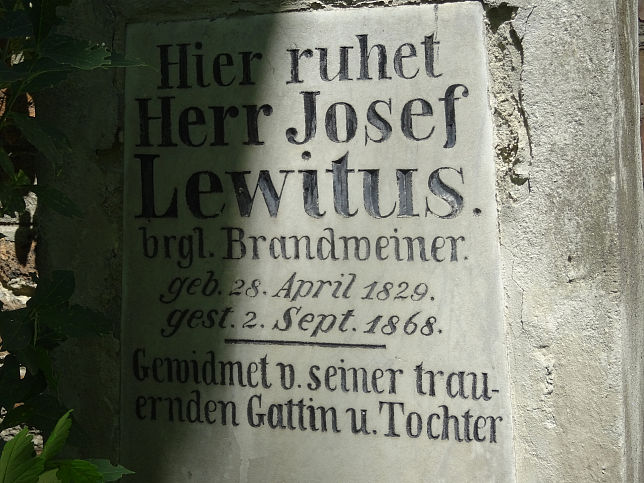 Hier ruhet
Herr Josef
Lewitus.
brgl. Brandweiner.
geb. 28. April 1829.
gest. 2. Sept. 1868.
Gewidmet v. seiner trau-
ernden Gattin u. Tochter